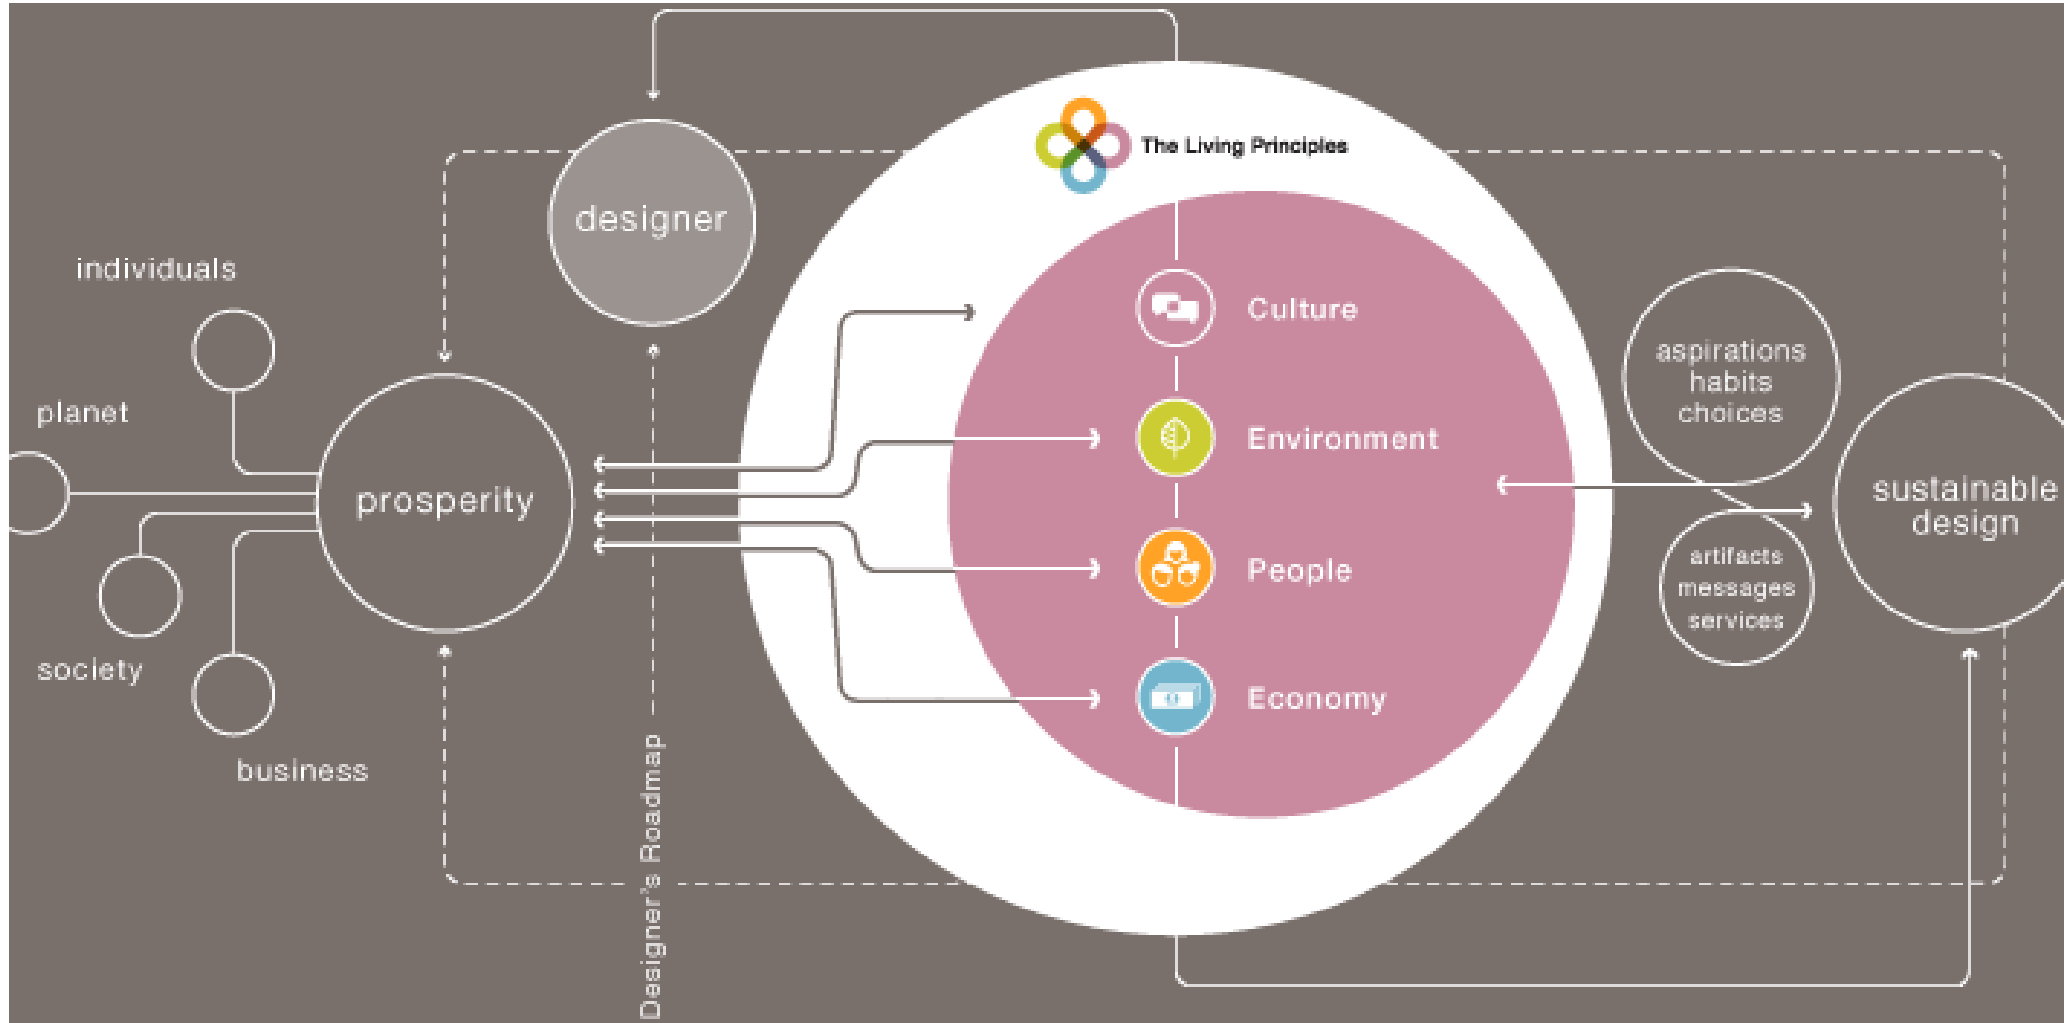 The Living Principles
designer
individuals
planet
prosperity
society
business
Designer's Roadmap
Culture
Environment
People
Economy
aspirations
habits
choices
sustainable
design
artifacts
messages
services